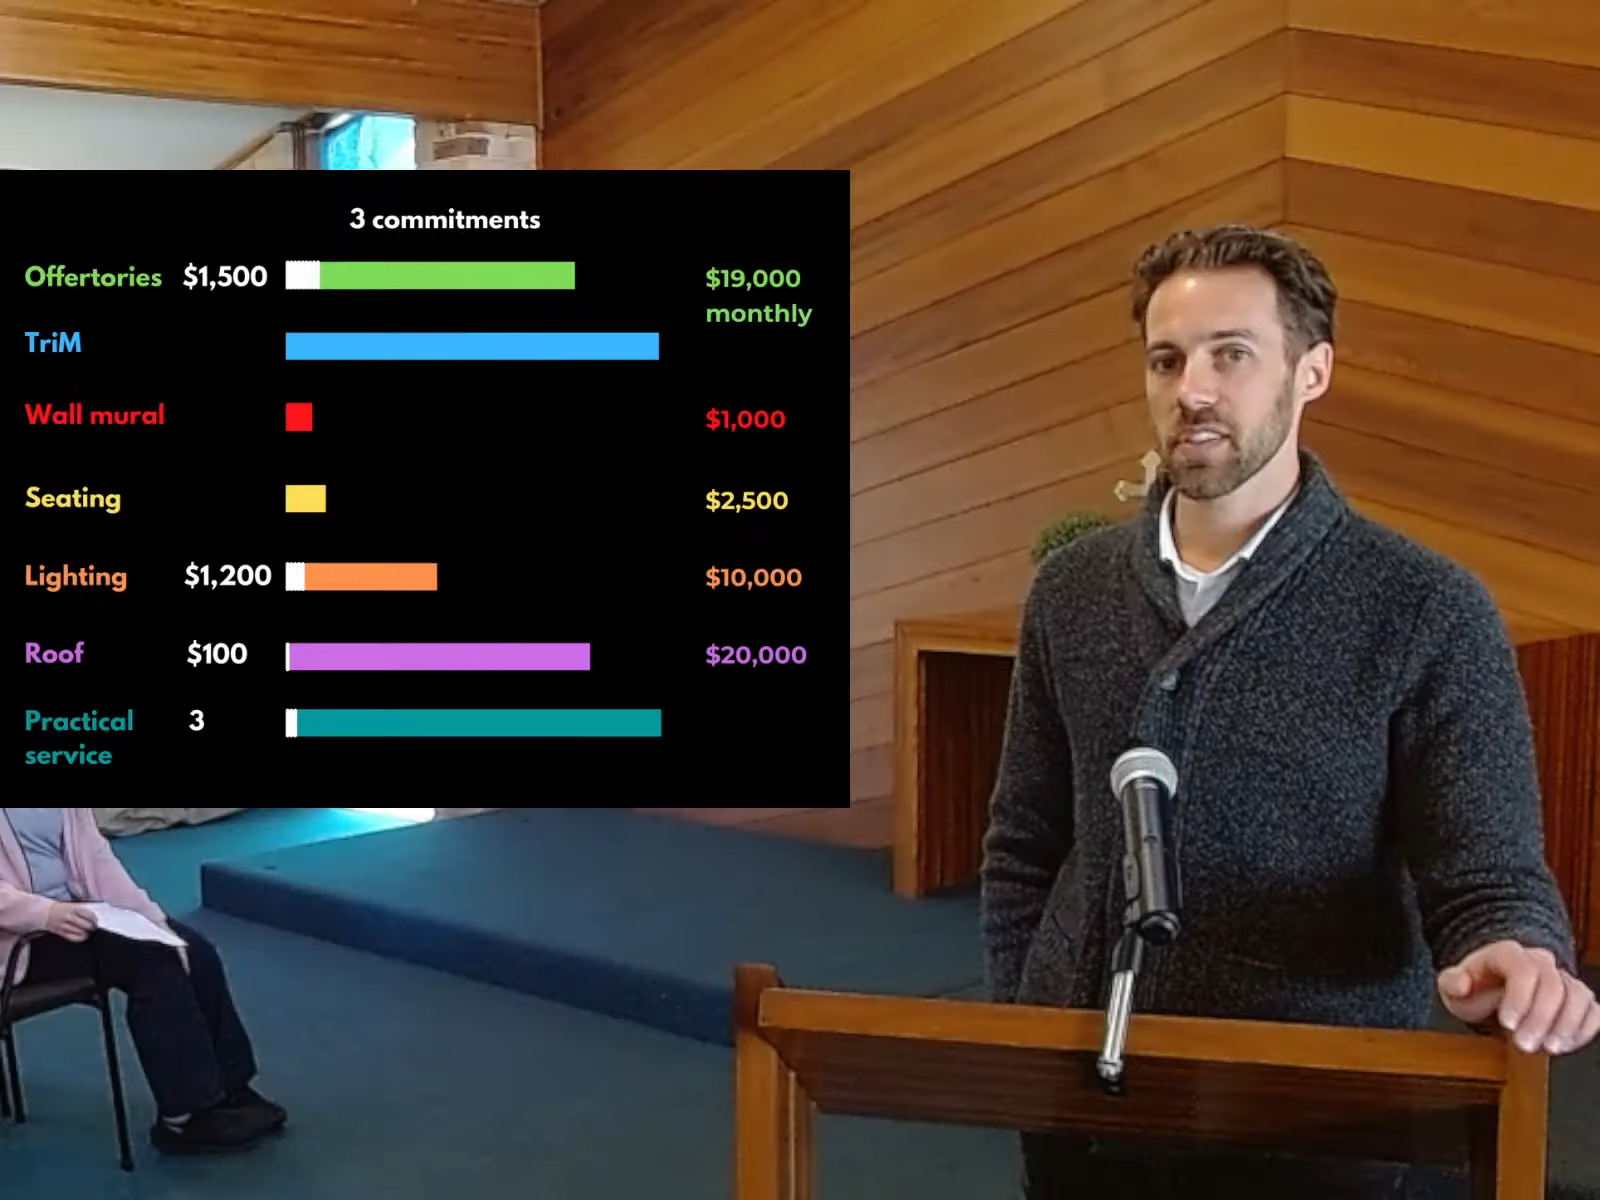 3 commitments
Offertories $1,500 $19,000
monthly
TriM
Wall mural $1,000
Seating $2,500
Lighting $1,200 $10,000
Roof $100 $20,000
Practical 3
service